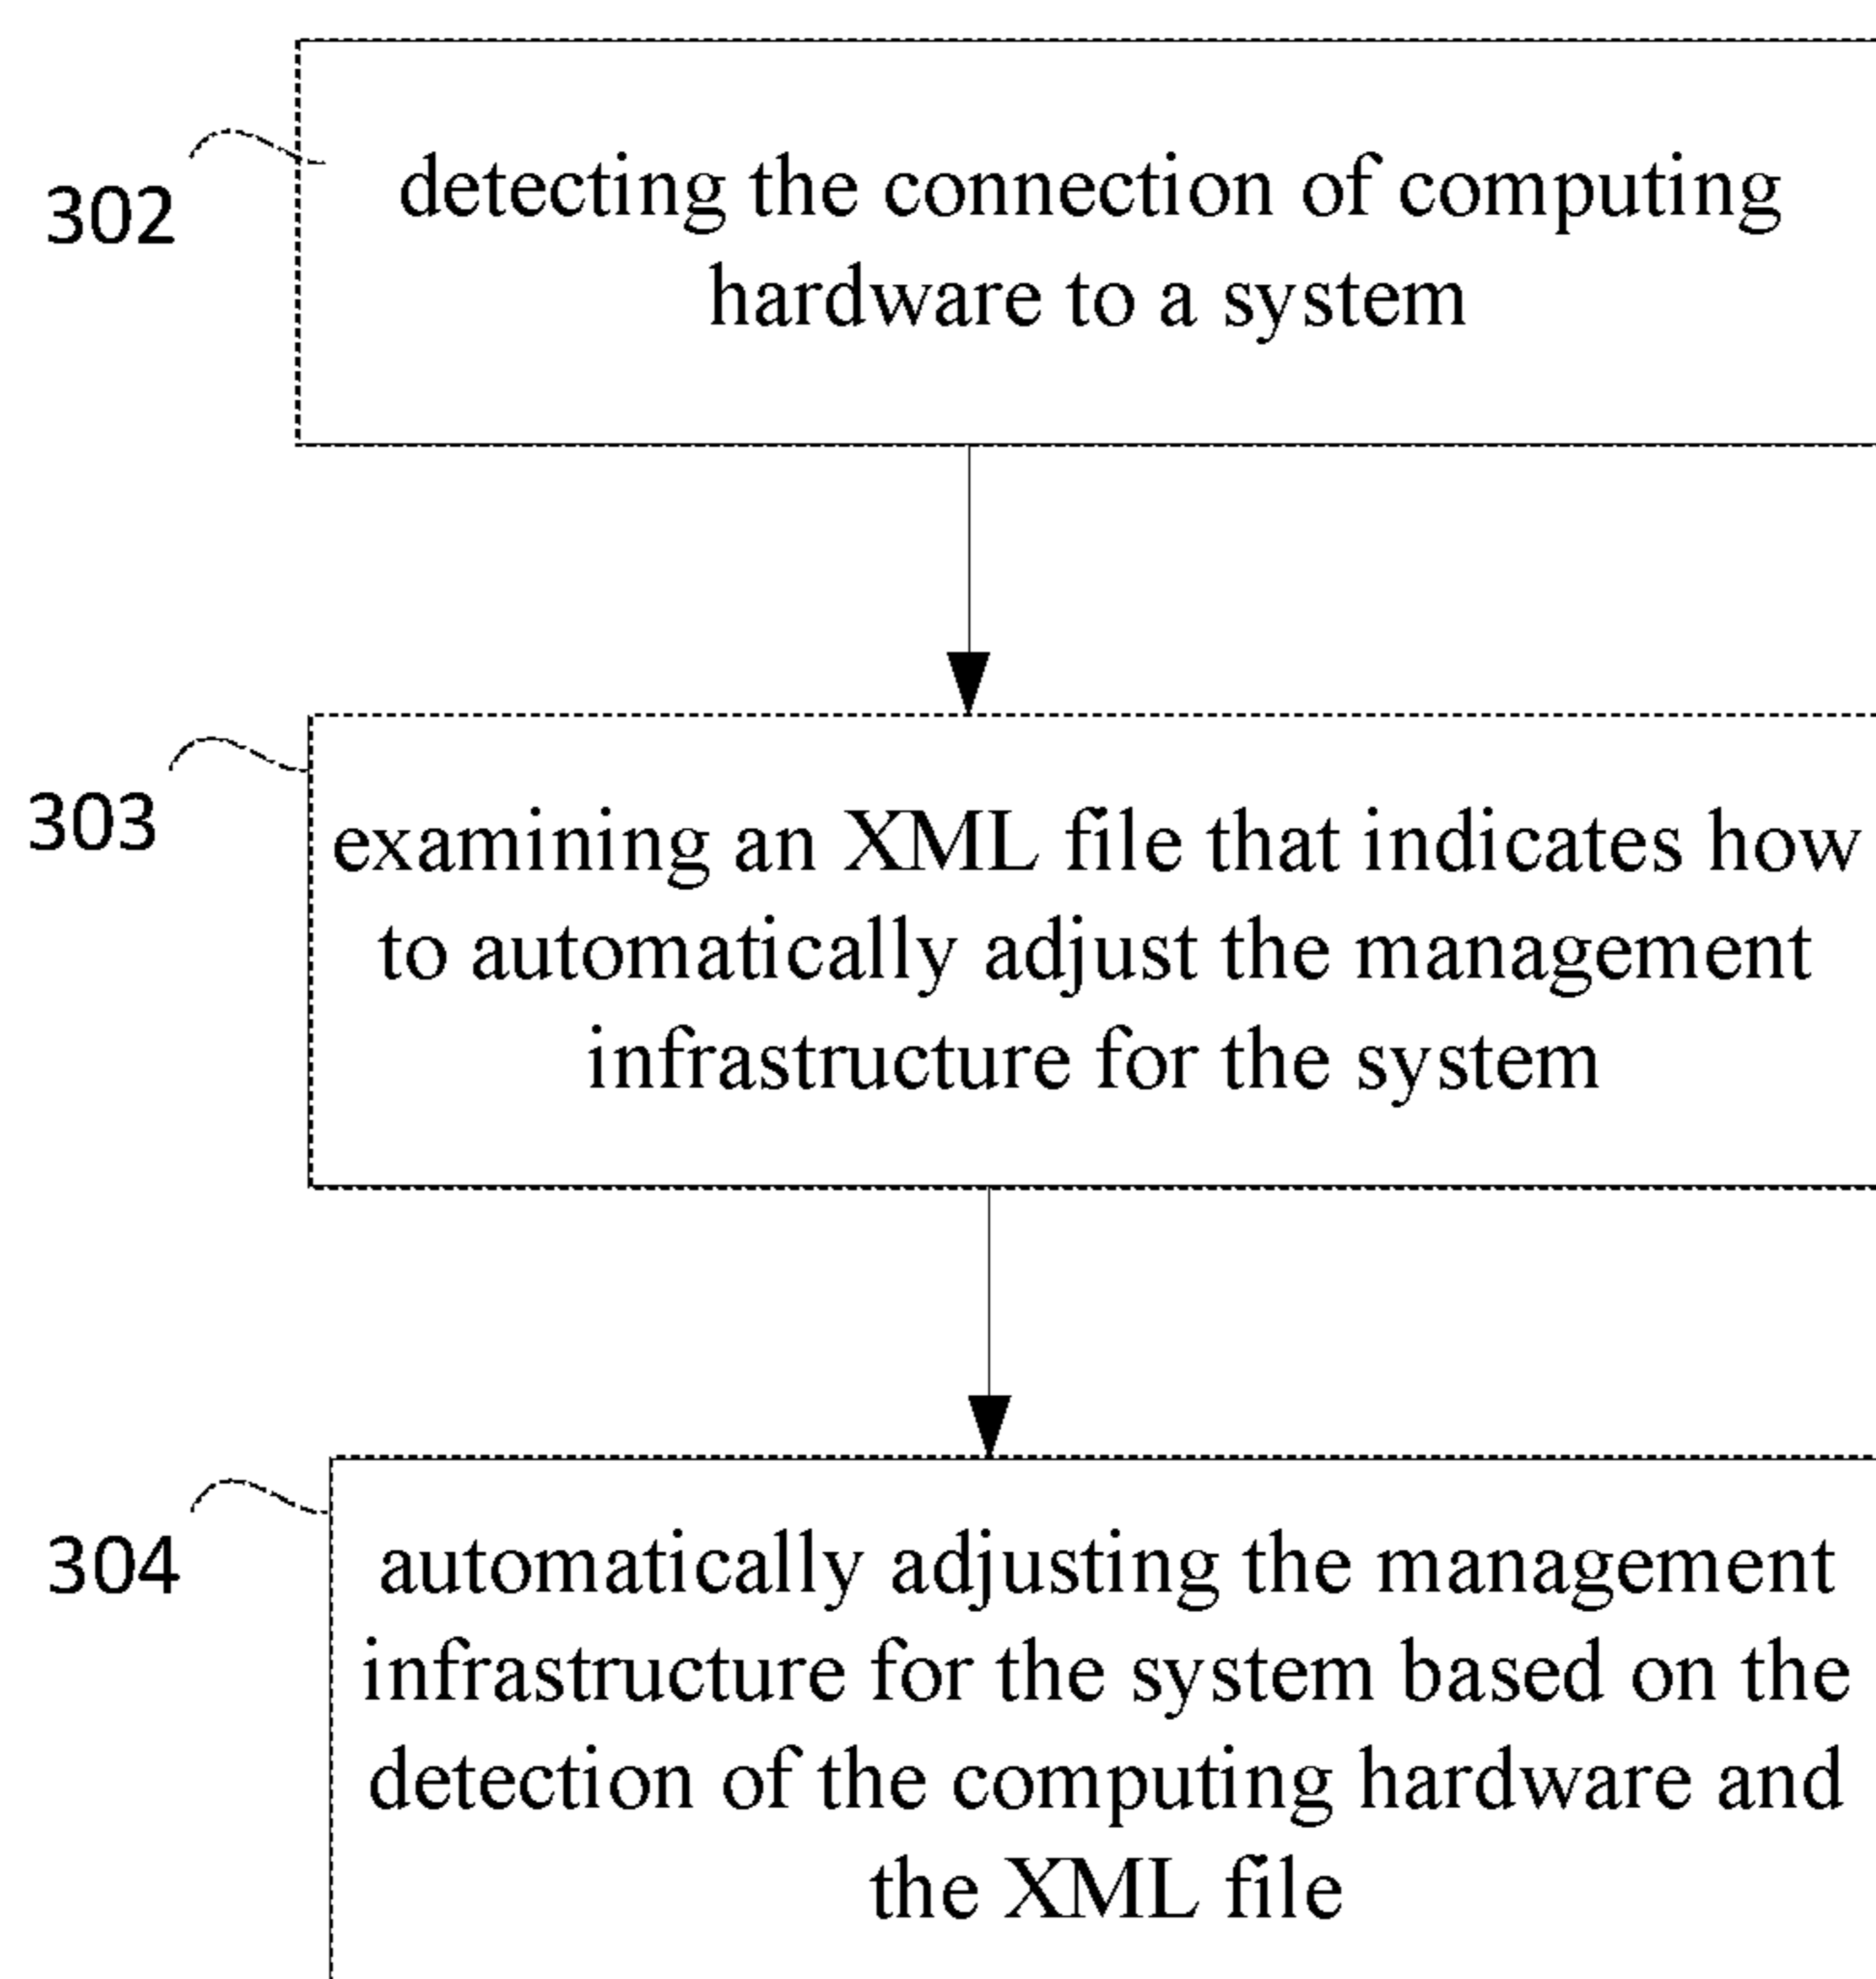 302
detecting the connection of computing
hardware to a system
303
examining an XML file that indicates how
to automatically adjust the management
infrastructure for the system
304
automatically adjusting the management
infrastructure for the system based on the
detection of the computing hardware and
the XML file